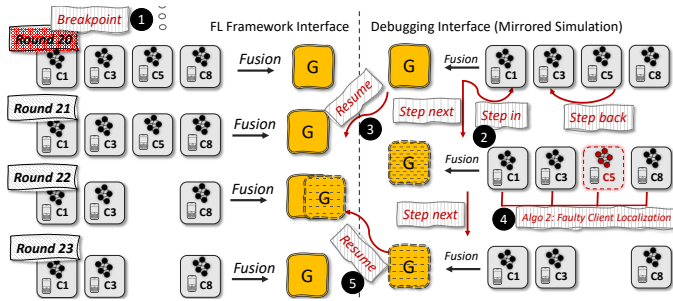 Breakpoint 1
FL Framework Interface
Debugging Interface (Mirrored Simulation)
Round 20
C1 C3 C5 C8 Fusion G
G Fusion C1 C3 C5 C8
Resume 3
Step next 2 Step in Step back
Round 21
C1 C3 C5 C8 Fusion G
G Fusion C1 C3 C5 C8
Round 22
C1 C3 C8 Fusion G
Step next
4 Algo 2: Faulty Client Localization
Round 23
C1 C3 C8 Fusion G
Resume 5
G Fusion C1 C3 C8